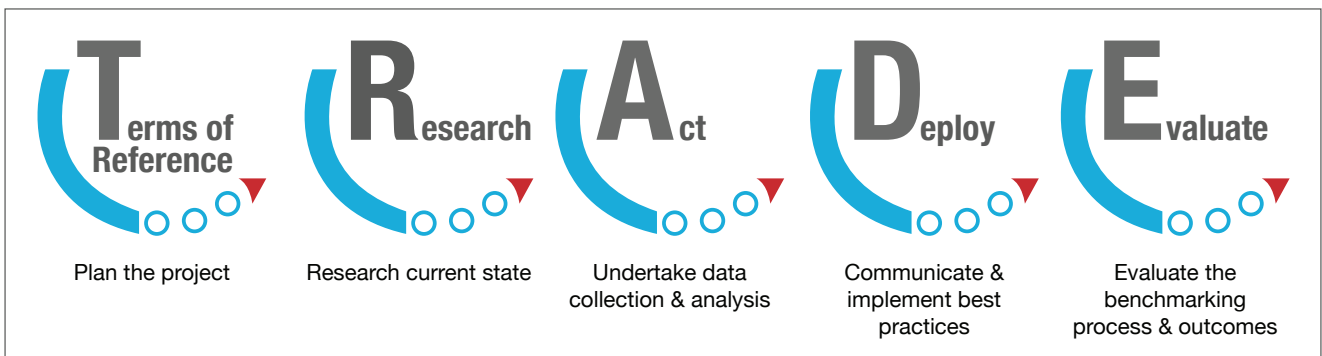 Terms of
Reference
Research
Act
Deploy
Evaluate
Plan the project
Research current state
Undertake data
collection & analysis
Communicate &
implement best
practices
Evaluate the
benchmarking
process & outcomes